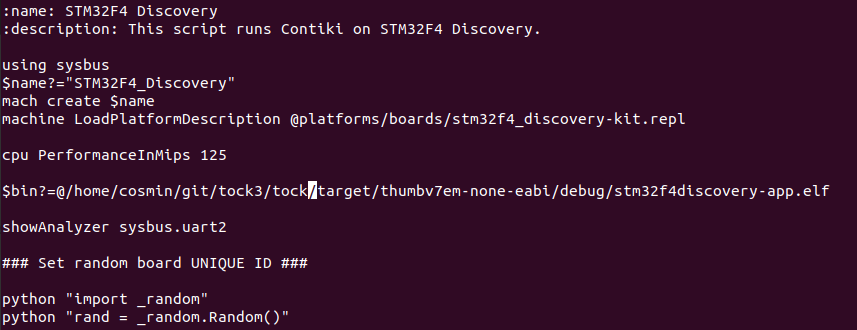 :name: STM32F4 Discovery
:description: This script runs Contiki on STM32F4 Discovery.
using sysbus
$name?="STM32F4_Discovery"
mach create $name
machine LoadPlatformDescription @platforms/boards/stm32f4_discovery-kit.repl
cpu PerformanceInMips 125
$bin?=@/home/cosmin/git/tock3/tock/target/thumbv7em-none-eabi/debug/stm32f4discovery-app.elf
showAnalyzer sysbus.uart2
### Set random board UNIQUE ID ###
python "import _random"
python "rand = _random.Random()"